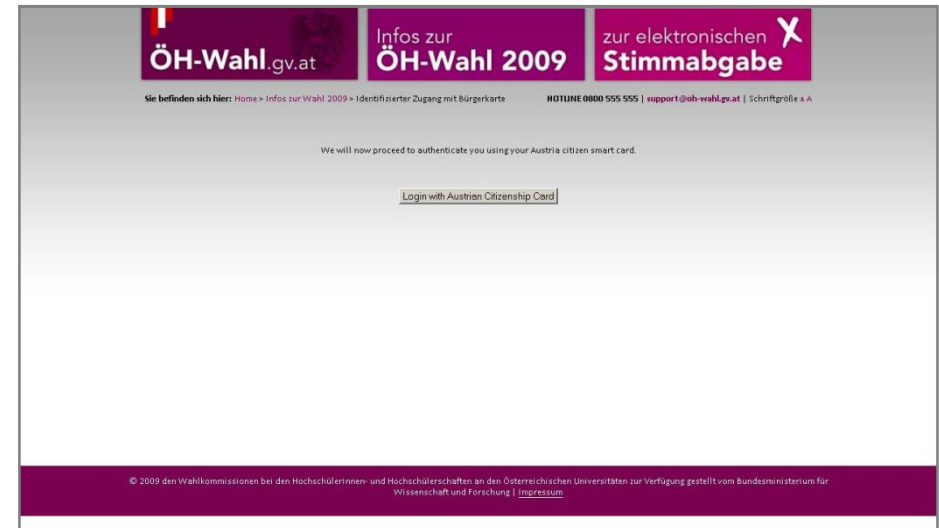 ÖH-Wahl.gv.at
Infos zur
ÖH-Wahl 2009
zur elektronischen
Stimmabgabe
Sie befinden sich hier: Home > Infos zur Wahl 2009 > Identifizierter Zugang mit Bürgerkarte
HOTLINE 0800 555 555 | support@oh-wahl.gv.at | Schriftgröße A A
We will now proceed to authenticate you using your Austria citizen smart card.
Login with Austrian Citizenship Card
© 2009 den Wahlkommissionen bei den Hochschülerinnen- und Hochschülerschaften an den Österreichischen Universitäten zur Verfügung gestellt vom Bundesministerium für
Wissenschaft und Forschung | Impressum